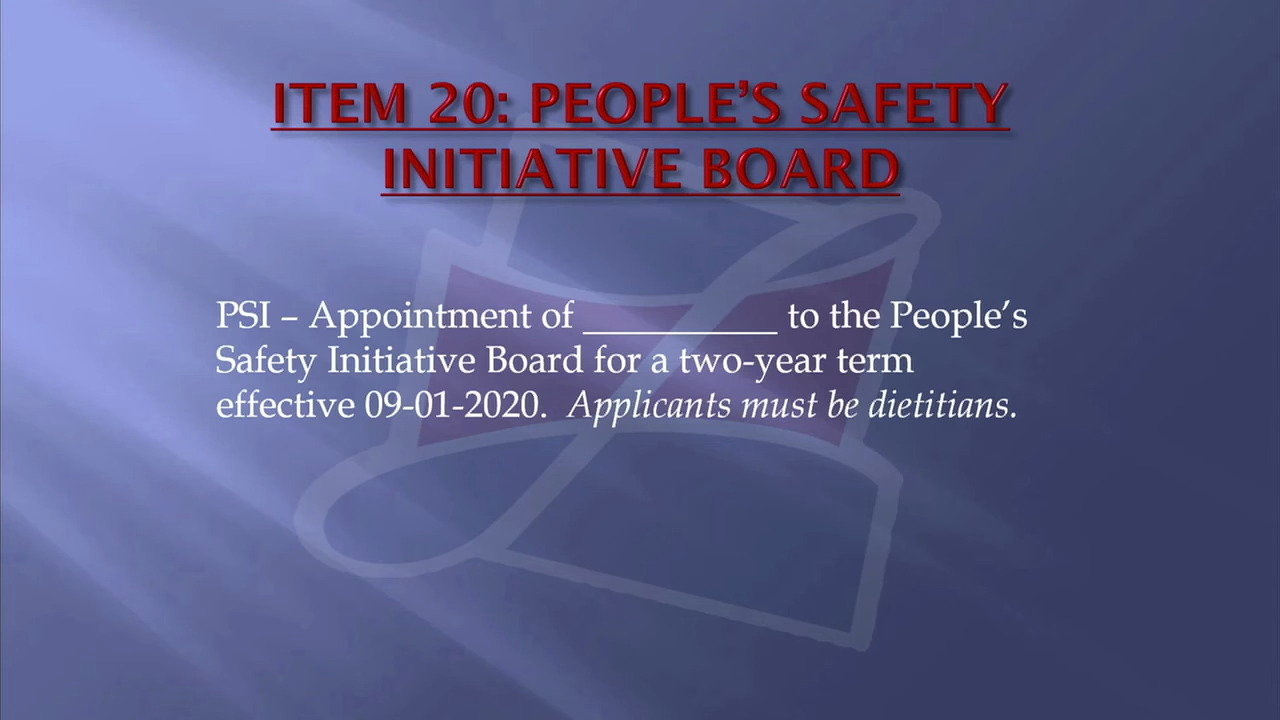 ITEM 20: PEOPLE'S SAFETY
INITIATIVE BOARD
PSI – Appointment of __________ to the People's
Safety Initiative Board for a two-year term
effective 09-01-2020. Applicants must be dietitians.